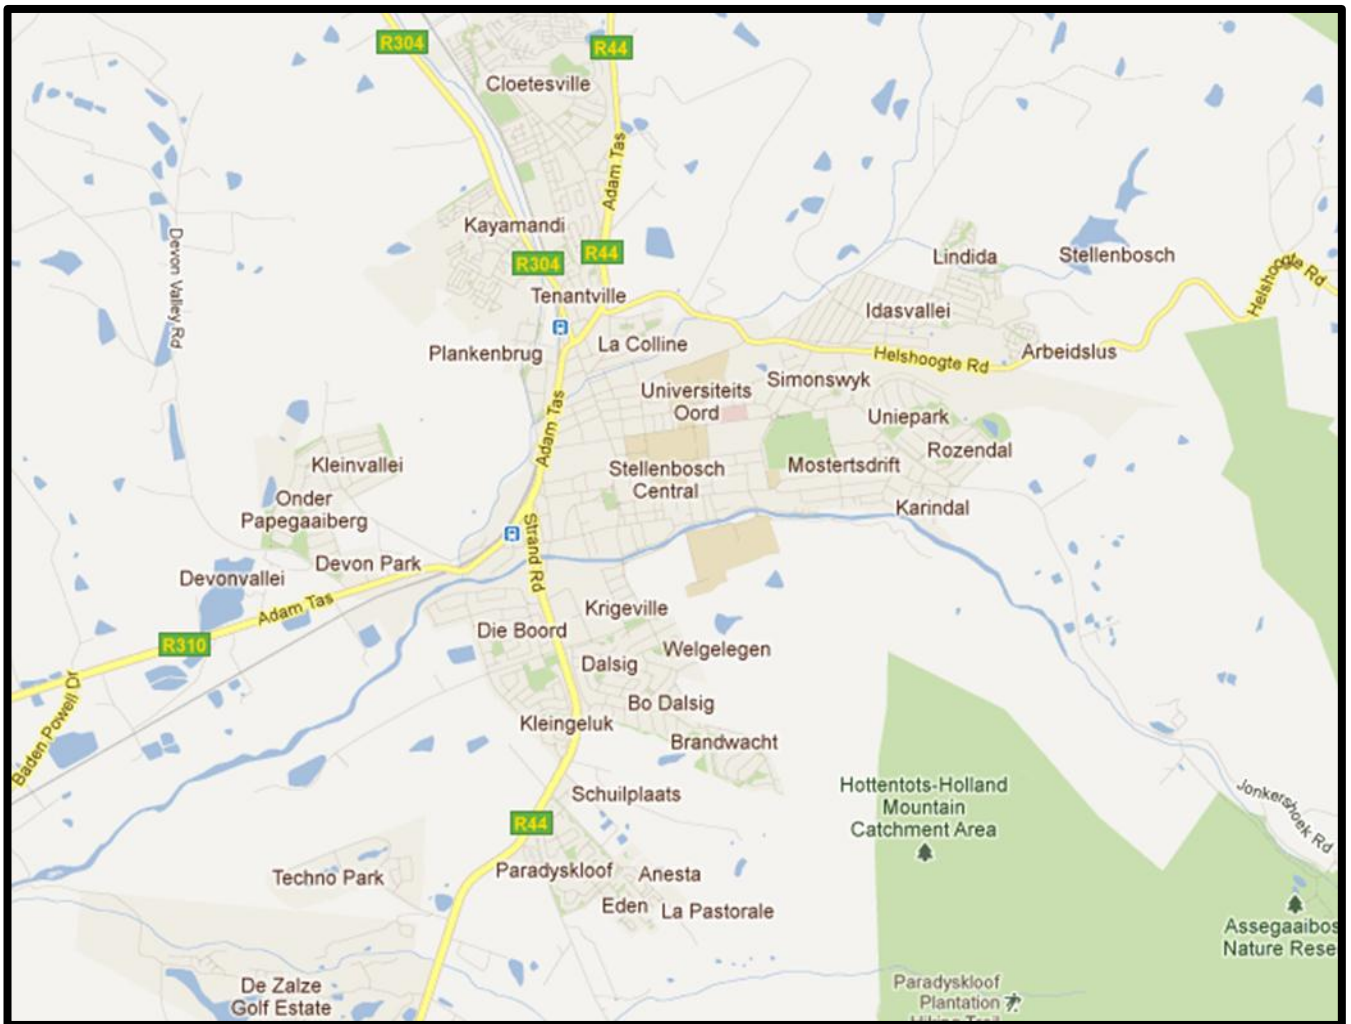 R304
R44
Cloetesville
Adam Tas
Kayamandi
R304
R44
Devon Valley Rd
Lindida
Stellenbosch
Helshoogte Rd
Tenantville
Idasvallei
La Colline
Plankenbrug
Helshoogte Rd
Arbeidslus
Simonswyk
Universiteits
Oord
Adam Tas
Uniepark
Rozendal
Kleinvallei
Stellenbosch
Central
Mostertsdrift
Onder
Papegaaiberg
Karindal
Strand Rd
Devon Park
Devonvallei
Adam Tas
Krigeville
Die Boord
R310
Welgelegen
Dalsig
Baden Powell Dr
Bo Dalsig
Kleingeluk
Brandwacht
Schuilplaats
Hottentots-Holland
Mountain
Catchment Area
Jonkershoek Rd
R44
Techno Park
Paradyskloof
Anesta
Eden
La Pastorale
Assegaaibos
Nature Rese
De Zalze
Golf Estate
Paradyskloof
Plantation
Hiking Trail